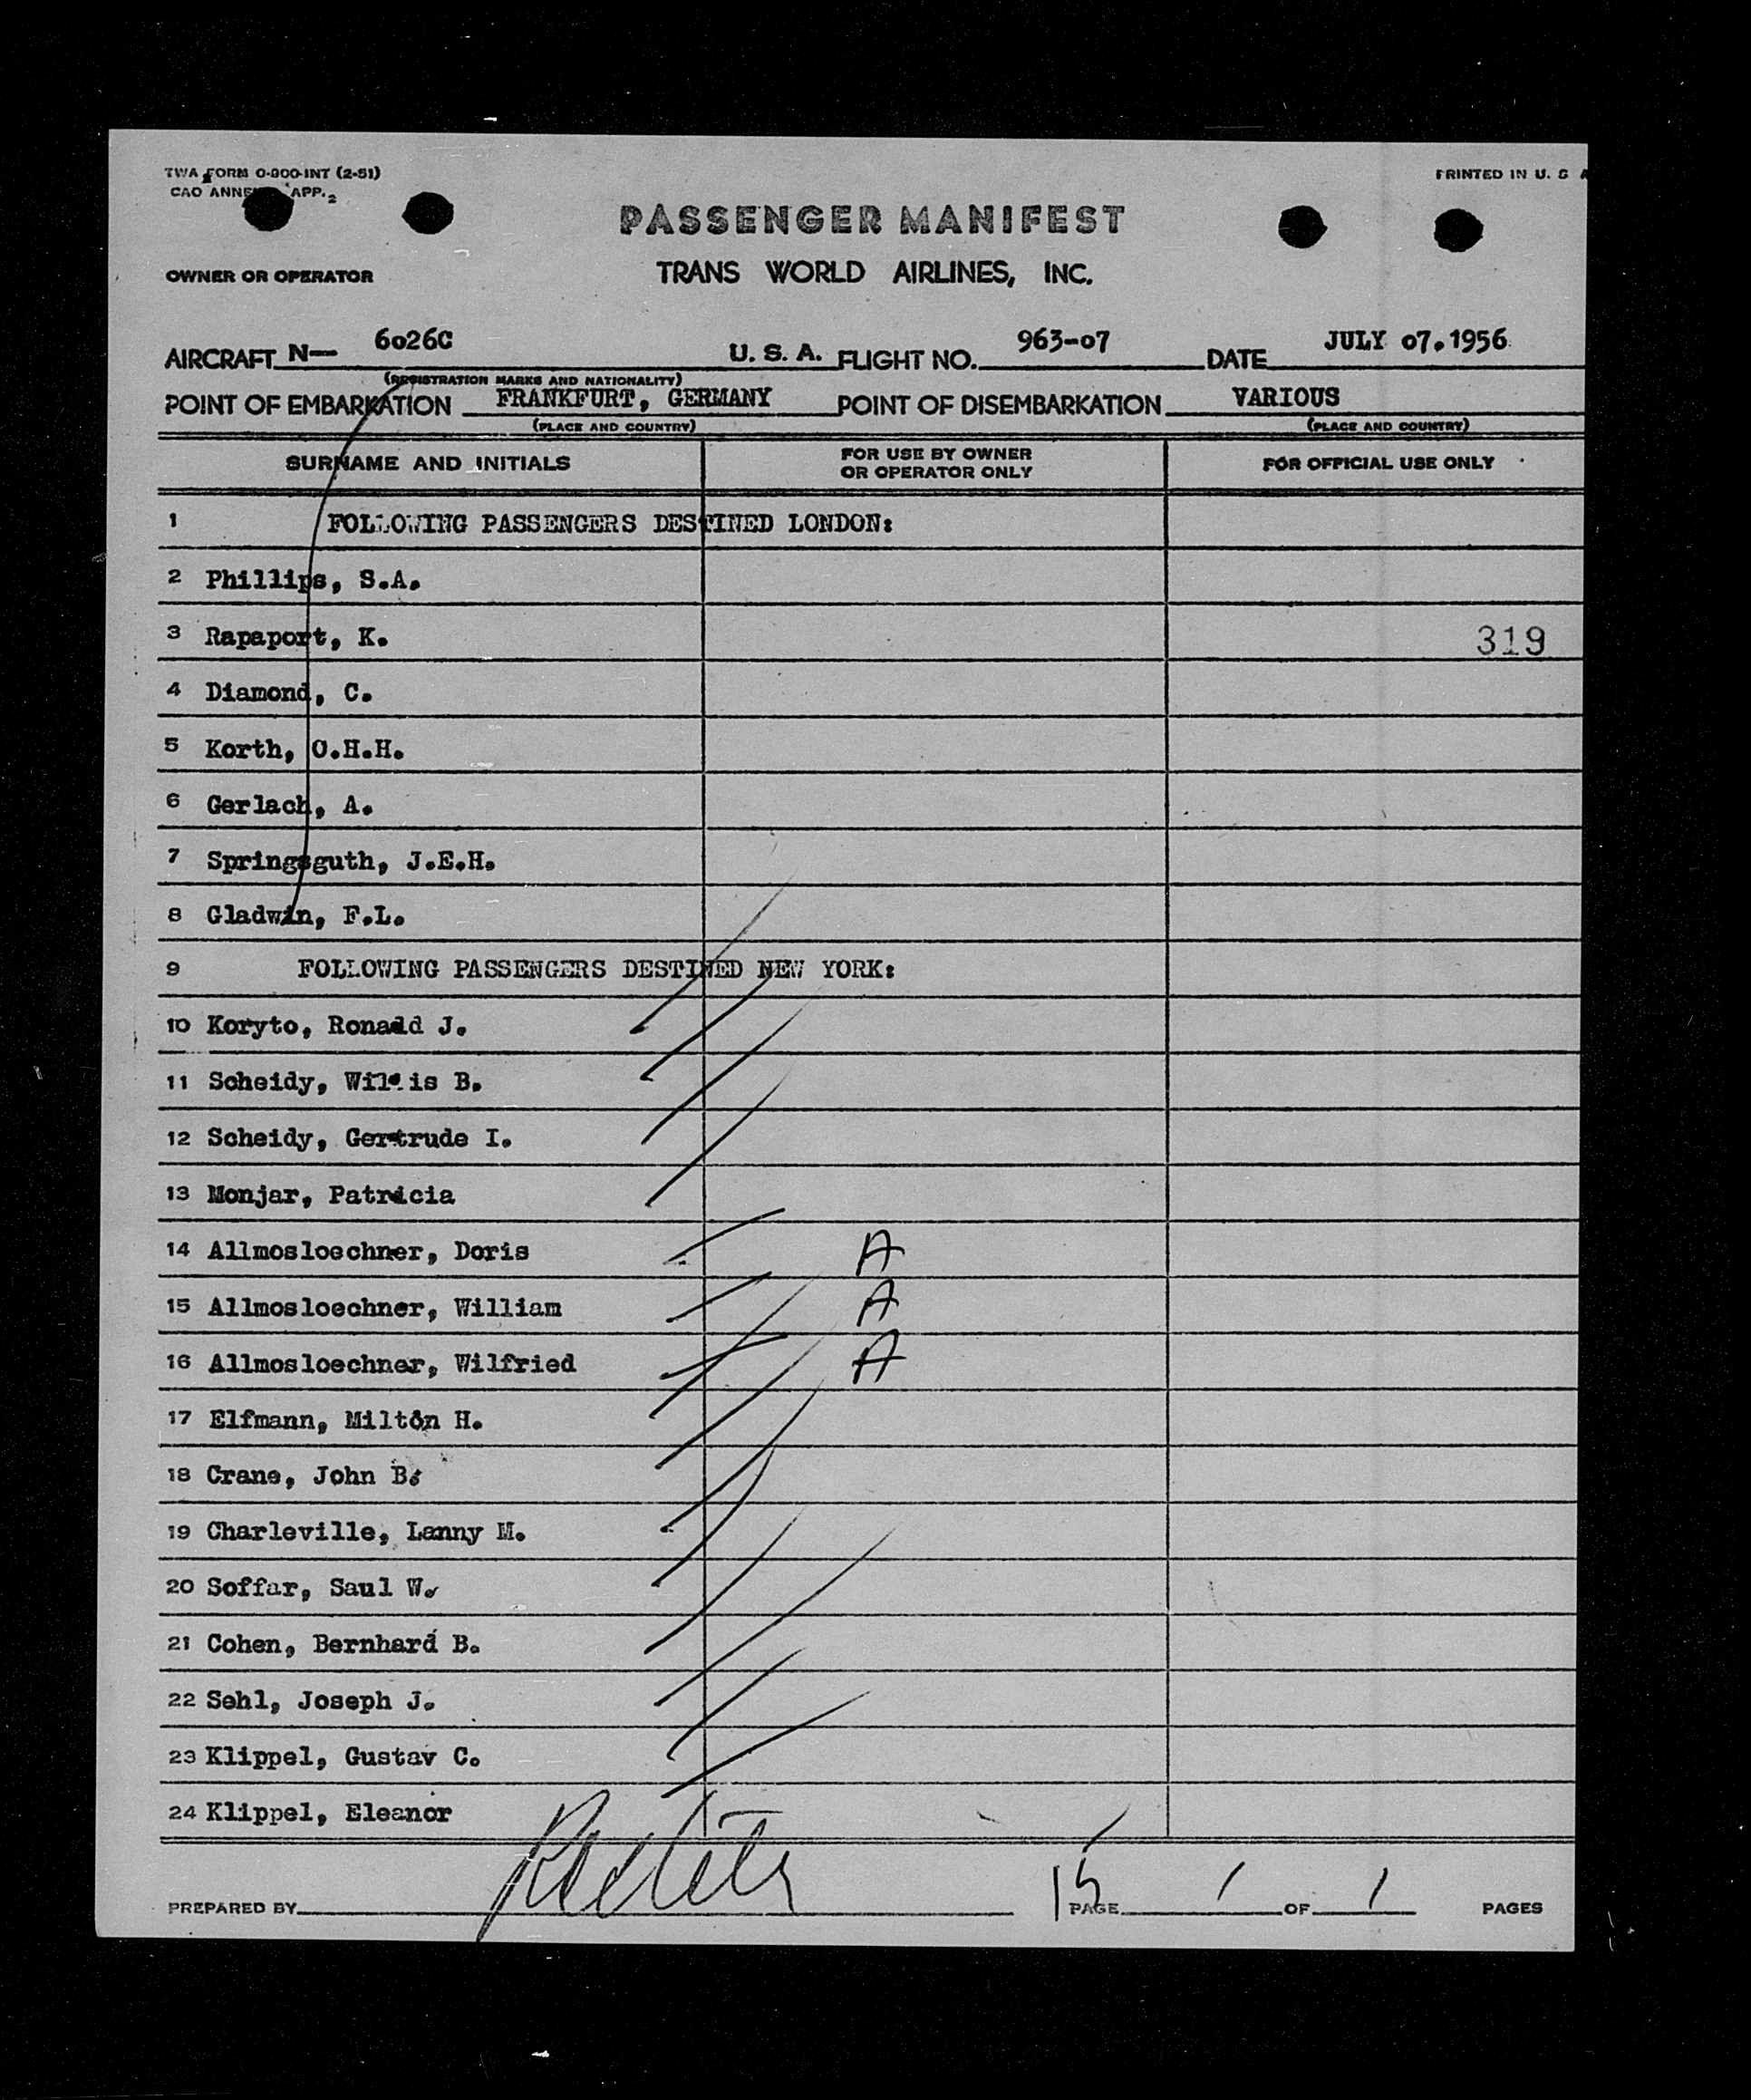 TWA FORM O-900-INT (2-51)
PRINTED IN U. S A
CAO APP. 2
PASSENGER MANIFEST
OWNER OR OPERATOR
TRANS WORLD AIRLINES, INC.
AIRCRAFT N— 6026C U. S. A. FLIGHT NO. 963-07 DATE JULY 07.1956
(REGISTRATION MARKS AND NATIONALITY)
POINT OF EMBARKATION FRANKFURT, GERMANY POINT OF DISEMBARKATION VARIOUS
(PLACE AND COUNTRY) (PLACE AND COUNTRY)
SURNAME AND INITIALS FOR USE BY OWNER OR OPERATOR ONLY FOR OFFICIAL USE ONLY
1 FOLLOWING PASSENGERS DESTINED LONDON:
2 Phillips, S.A.
3 Rapaport, K. 319
4 Diamond, C.
5 Korth, O.H.H.
6 Gerlach, A.
7 Springsguth, J.E.H.
8 Gladwin, F.L.
9 FOLLOWING PASSENGERS DESTINED NEW YORK:
10 Koryto, Ronald J.
11 Scheidy, Willis B.
12 Scheidy, Gertrude I.
13 Monjar, Patricia
14 Allmosloechner, Doris A
15 Allmosloechner, William A
16 Allmosloechner, Wilfried A
17 Elfmann, Milton H.
18 Crane, John B.
19 Charleville, Lanny M.
20 Soffar, Saul W.
21 Cohen, Bernhard B.
22 Sehl, Joseph J.
23 Klippel, Gustav C.
24 Klippel, Eleanor
15
PREPARED BY PAGE 1 OF 1 PAGES